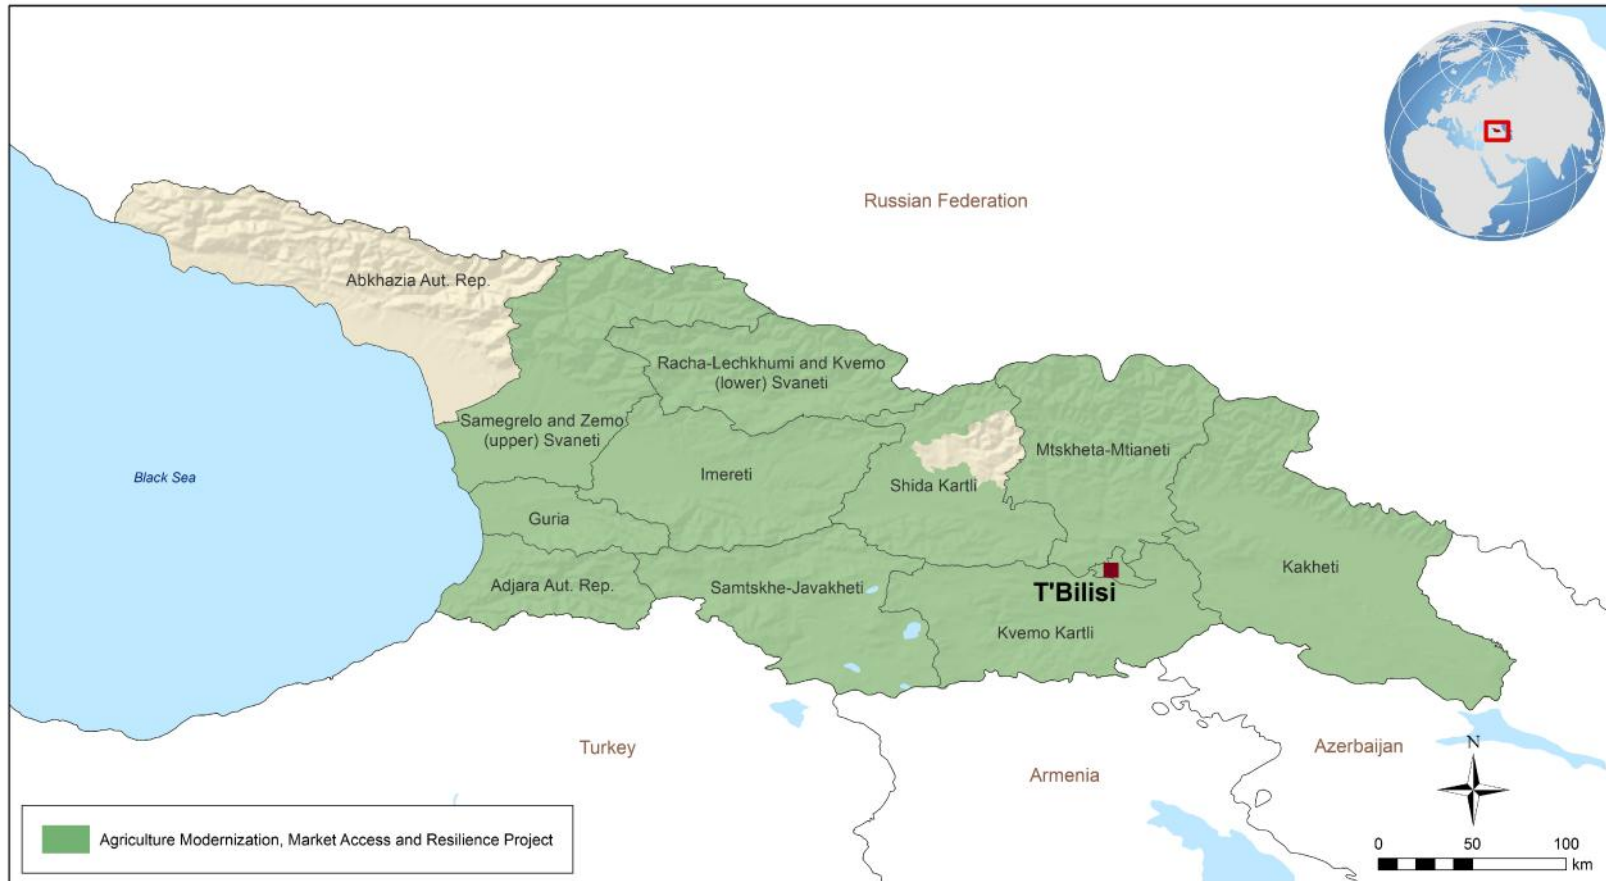 Russian Federation
Abkhazia Aut. Rep.
Racha-Lechkhumi and Kvemo
(lower) Svaneti
Samegrelo and Zemo
(upper) Svaneti
Mtskheta-Mtianeti
Black Sea
Imereti
Shida Kartli
Guria
Kakheti
Adjara Aut. Rep.
Samtskhe-Javakheti
T'Bilisi
Kvemo Kartli
Turkey
Armenia
Azerbaijan
N
Agriculture Modernization, Market Access and Resilience Project
0 50 100
km